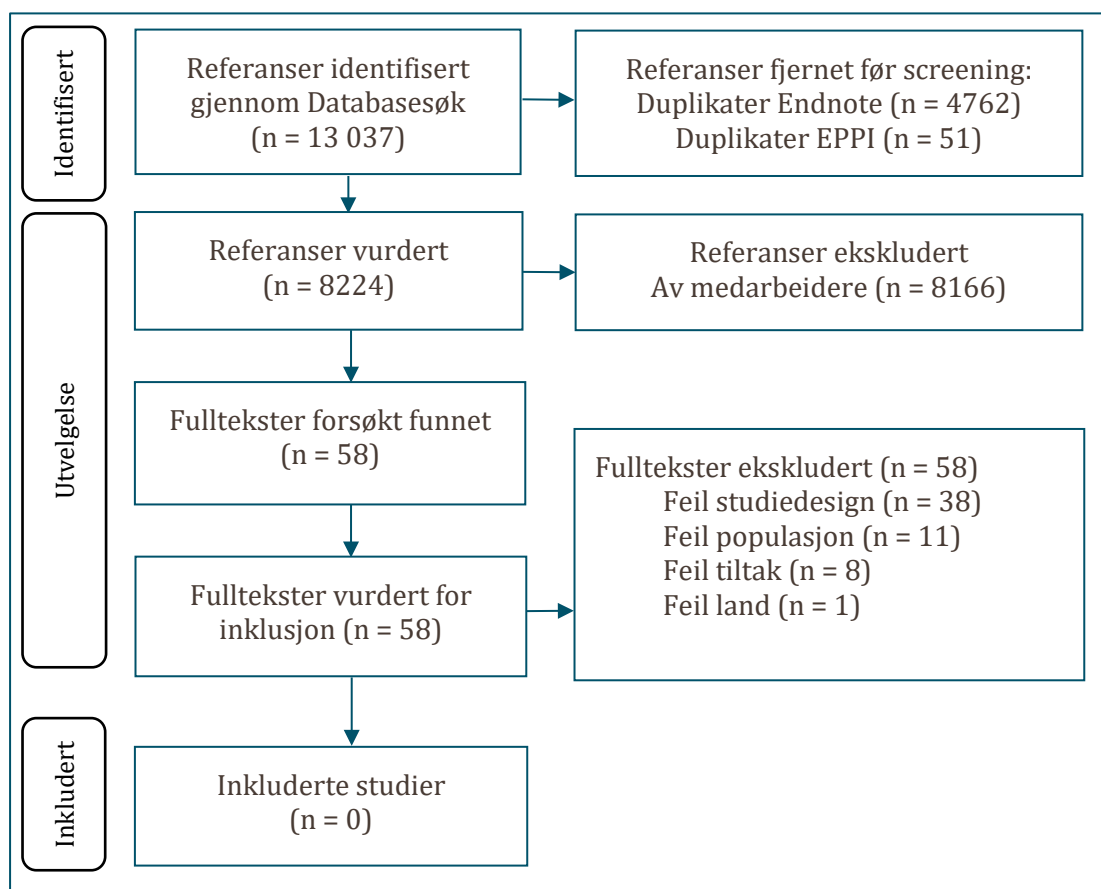 Identifisert
Referanser identifisert
gjennom Databasesøk
(n = 13 037)
Referanser fjernet før screening:
Duplikater Endnote (n = 4762)
Duplikater EPPI (n = 51)
Utvelgelse
Referanser vurdert
(n = 8224)
Referanser ekskludert
Av medarbeidere (n = 8166)
Fulltekster forsøkt funnet
(n = 58)
Fulltekster vurdert for
inklusjon (n = 58)
Fulltekster ekskludert (n = 58)
Feil studiedesign (n = 38)
Feil populasjon (n = 11)
Feil tiltak (n = 8)
Feil land (n = 1)
Inkludert
Inkluderte studier
(n = 0)